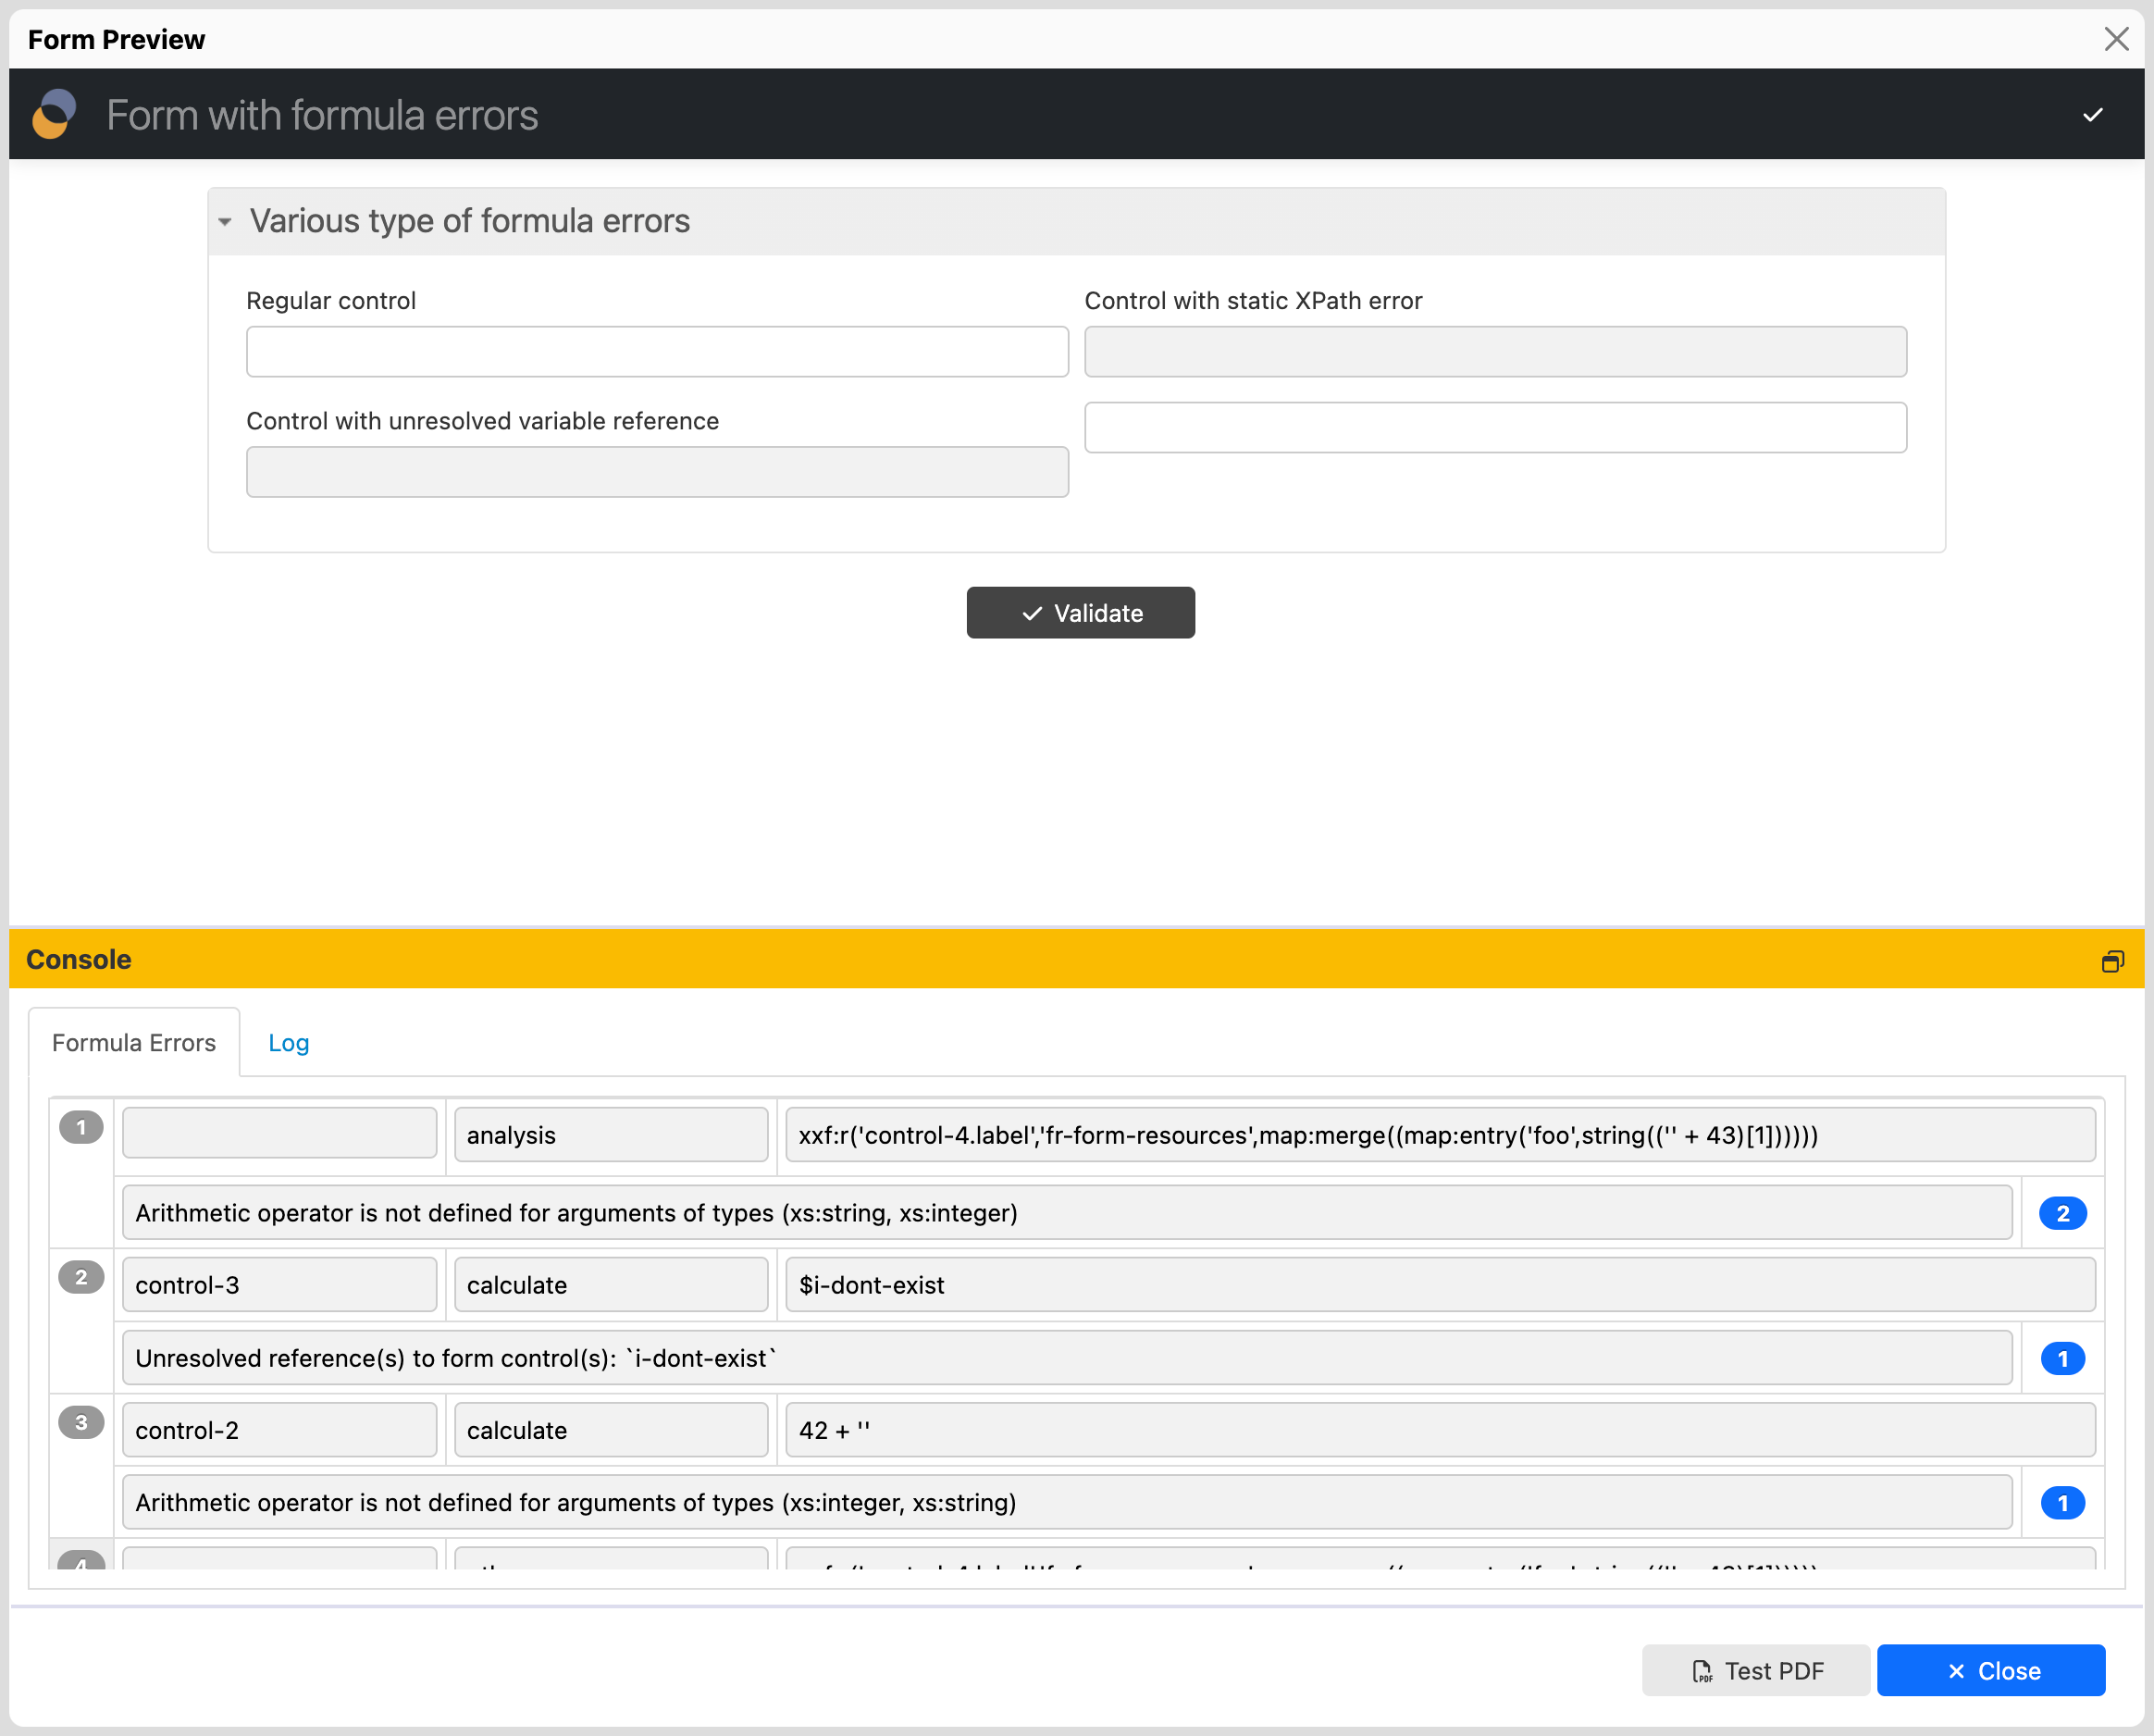 Form Preview
Form with formula errors
Various type of formula errors
Regular control
Control with static XPath error
Control with unresolved variable reference
Validate
Console
Formula Errors
Log
1
analysis
xxf:r('control-4.label','fr-form-resources',map:merge((map:entry('foo',string(('' + 43)[1])))))
Arithmetic operator is not defined for arguments of types (xs:string, xs:integer)
2
2
control-3
calculate
$i-dont-exist
Unresolved reference(s) to form control(s): `i-dont-exist`
1
3
control-2
calculate
42 + ''
Arithmetic operator is not defined for arguments of types (xs:integer, xs:string)
1
4
Test PDF
Close